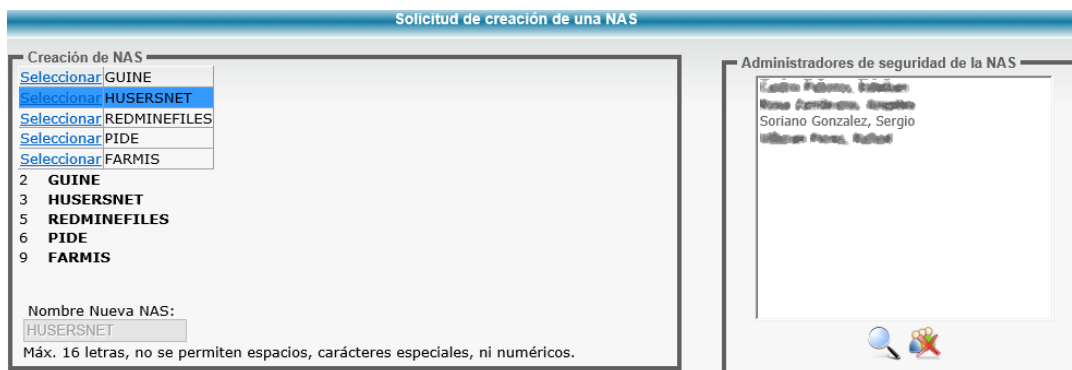 Solicitud de creación de una NAS
Creación de NAS
Seleccionar GUINE
Seleccionar HUSERSNET
Seleccionar REDMINEFILES
Seleccionar PIDE
Seleccionar FARMIS
2 GUINE
3 HUSERSNET
5 REDMINEFILES
6 PIDE
9 FARMIS
Nombre Nueva NAS:
HUSERSNET
Máx. 16 letras, no se permiten espacios, carácteres especiales, ni numéricos.
Administradores de seguridad de la NAS
Soriano Gonzalez, Sergio